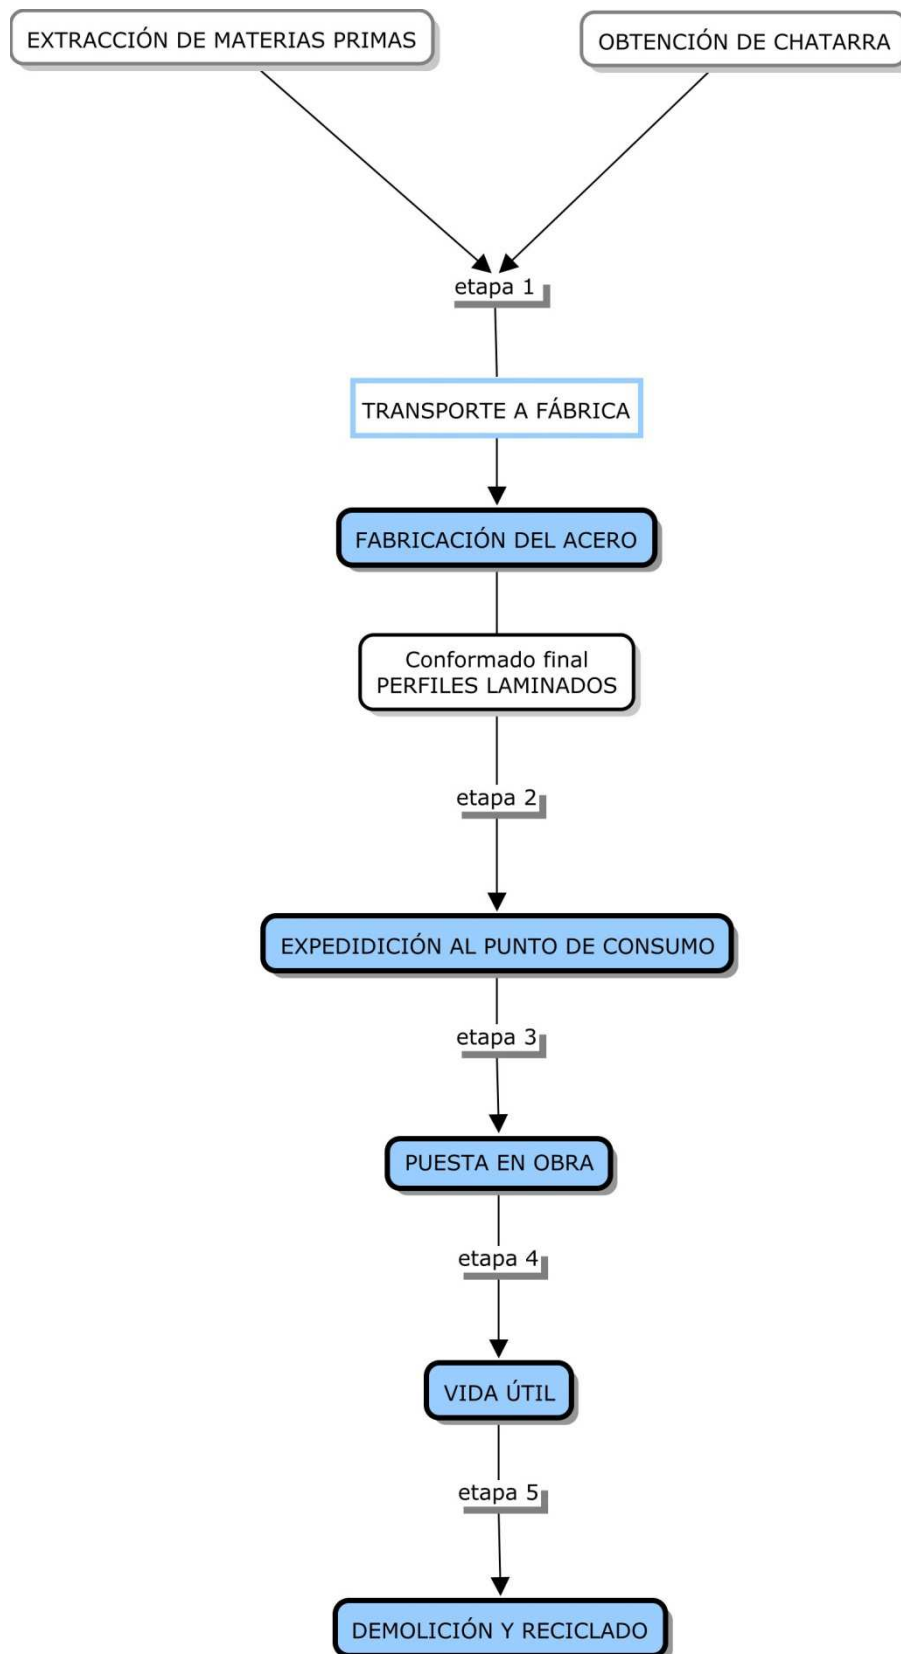 EXTRACCIÓN DE MATERIAS PRIMAS
OBTENCIÓN DE CHATARRA
etapa 1
TRANSPORTE A FÁBRICA
FABRICACIÓN DEL ACERO
Conformado final
PERFILES LAMINADOS
etapa 2
EXPEDIDICIÓN AL PUNTO DE CONSUMO
etapa 3
PUESTA EN OBRA
etapa 4
VIDA ÚTIL
etapa 5
DEMOLICIÓN Y RECICLADO